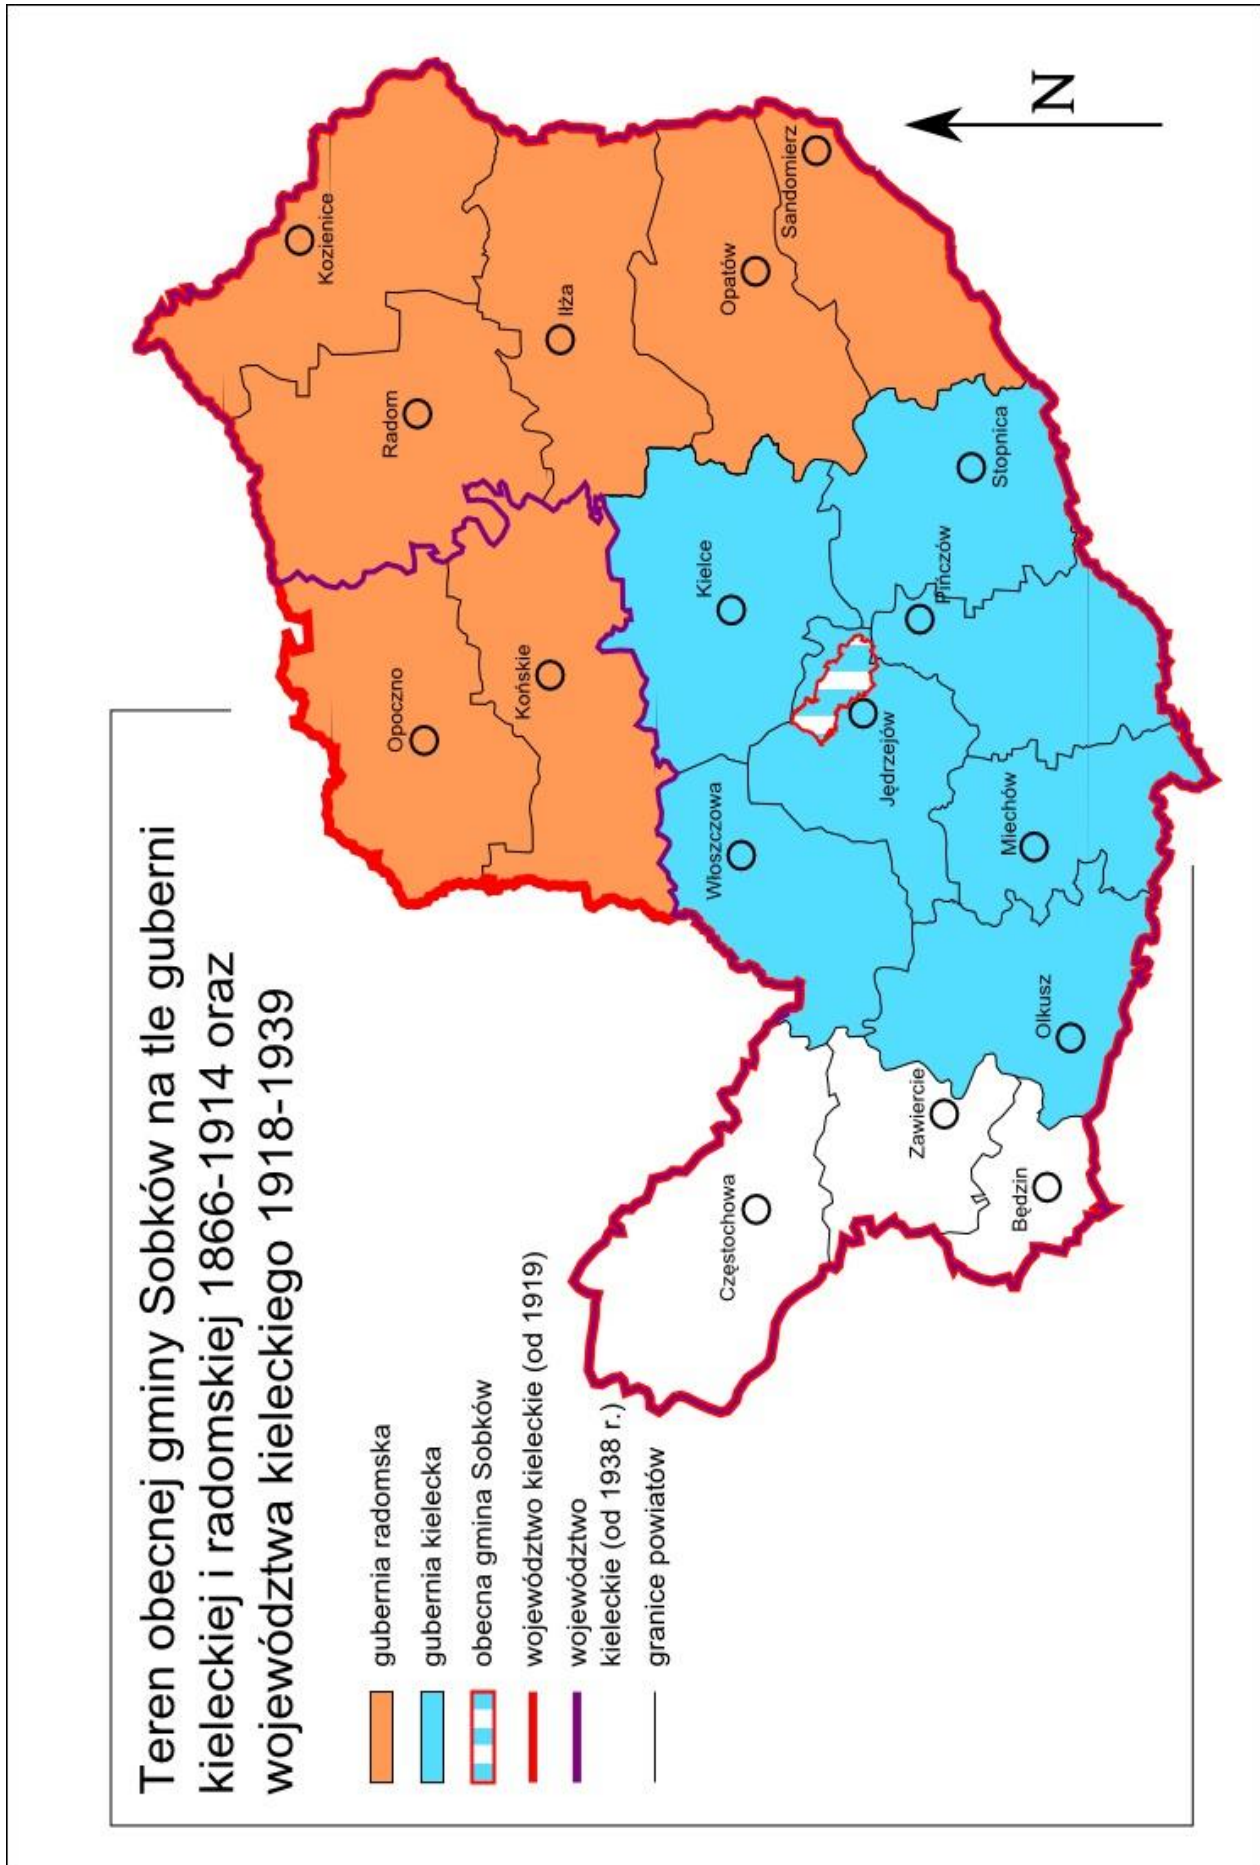 Teren obecnej gminy Sobków na tle guberni
kieleckiej i radomskiej 1866-1914 oraz
województwa kieleckiego 1918-1939
gubernia radomska
gubernia kielecka
obecna gmina Sobków
województwo kieleckie (od 1919)
województwo
kieleckie (od 1938 r.)
granice powiatów
N
Kozienice
Radom
Opoczno
Iłża
Końskie
Opatów
Sandomierz
Kielce
Włoszczowa
Częstochowa
Stopnica
Pińczów
Jędrzejów
Zawiercie
Miechów
Olkusz
Będzin